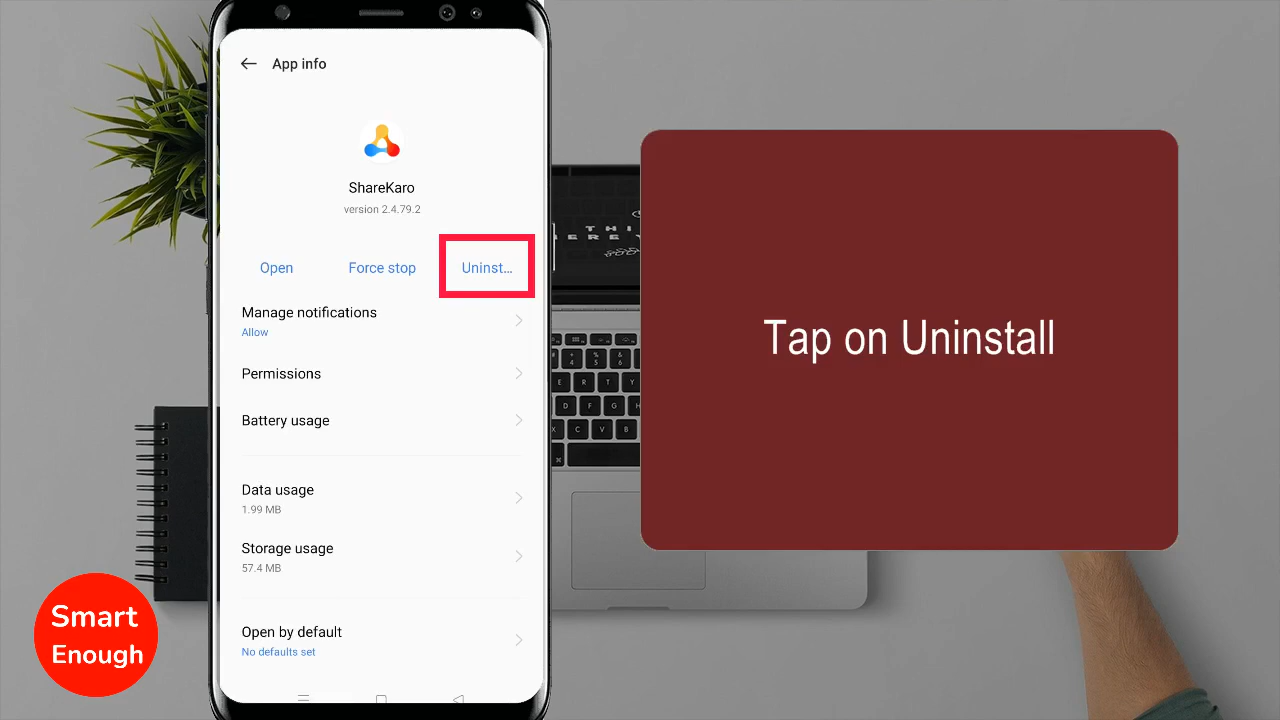 App info
ShareKaro
version 2.4.79.2
Open
Force stop
Uninst...
Manage notifications
Allow
Permissions
Battery usage
Data usage
1.99 MB
Storage usage
57.4 MB
Open by default
No defaults set
Tap on Uninstall
THI
ERE Y
Smart
Enough